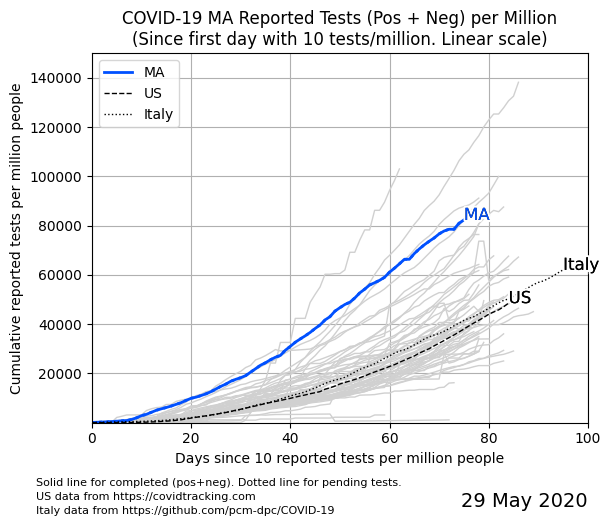 COVID-19 MA Reported Tests (Pos + Neg) per Million
(Since first day with 10 tests/million. Linear scale)
Cumulative reported tests per million people
140000
120000
100000
80000
60000
40000
20000
MA
US
Italy
MA
Italy
US
0 20 40 60 80 100
Days since 10 reported tests per million people
Solid line for completed (pos+neg). Dotted line for pending tests.
US data from https://covidtracking.com
Italy data from https://github.com/pcm-dpc/COVID-19
29 May 2020